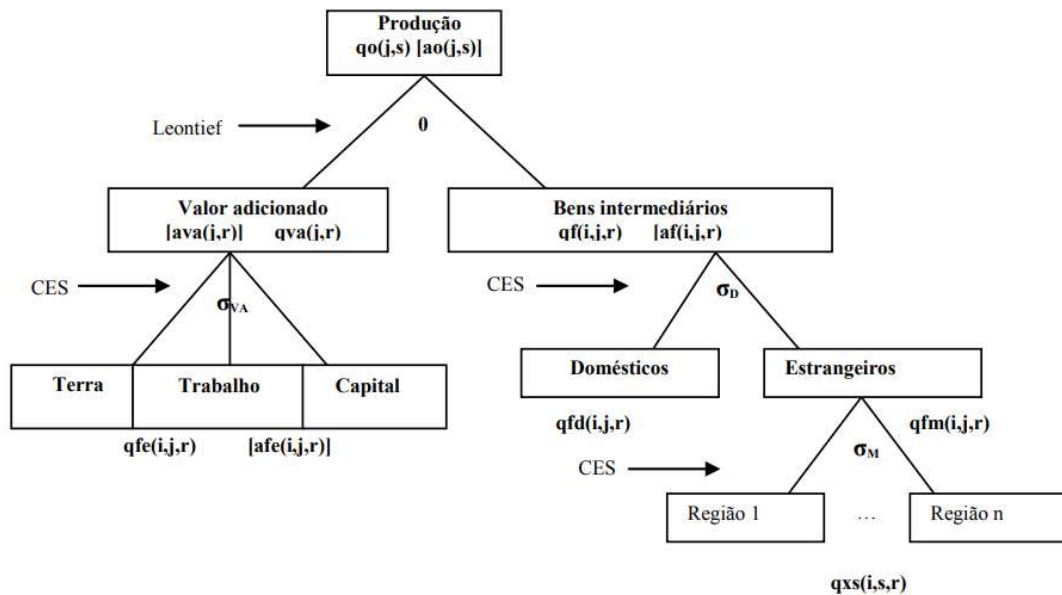 Produção
qo(j,s) |ao(j,s)|
Leontief
0
Valor adicionado
|ava(j,r)| qva(j,r)
Bens intermediários
qf(i,j,r) |af(i,j,r)
CES
σVA
CES
σD
Terra
Trabalho
Capital
Domésticos
Estrangeiros
qfe(i,j,r) |afe(i,j,r)|
qfd(i,j,r)
qfm(i,j,r)
CES
σM
Região 1
...
Região n
qxs(i,s,r)